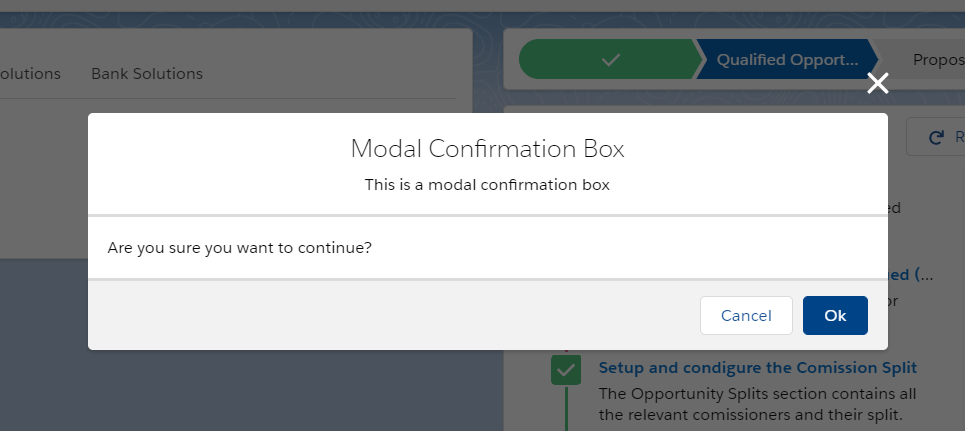 olutions Bank Solutions
Qualified Opport...
Propos
R
Modal Confirmation Box
This is a modal confirmation box
ed
Are you sure you want to continue?
ed (...
or
Cancel
Ok
Setup and condigure the Comission Split
The Opportunity Splits section contains all
the relevant comissioners and their split.